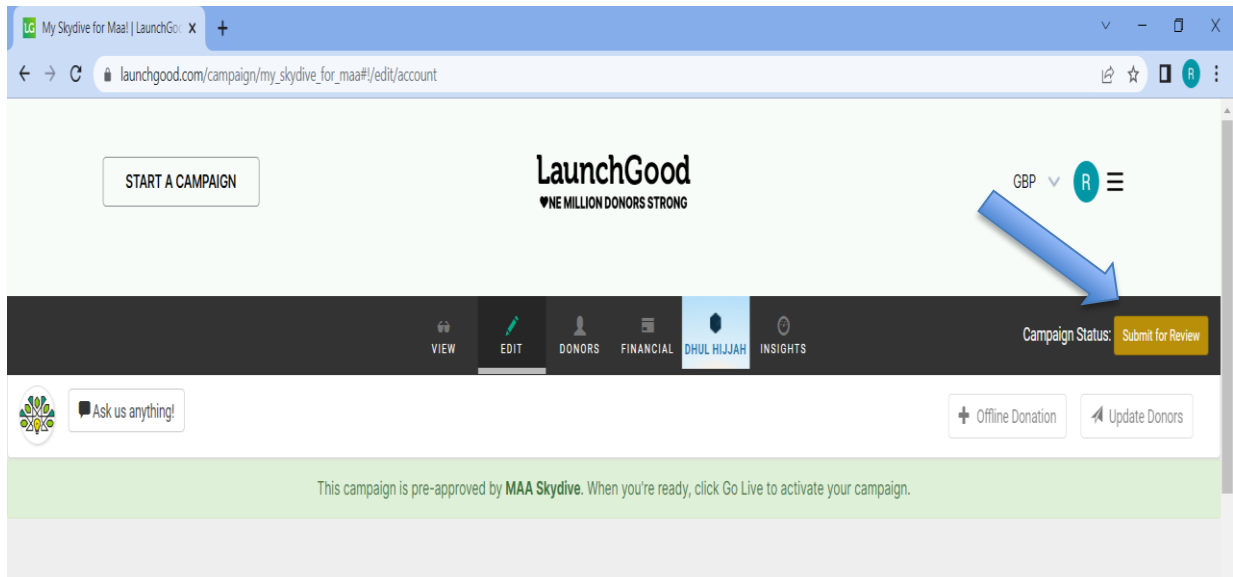 LG My Skydive for Maa! | LaunchGoo X +
launchgood.com/campaign/my_skydive_for_maa#!/edit/account
R
START A CAMPAIGN
LaunchGood
♥NE MILLION DONORS STRONG
GBP R
VIEW EDIT DONORS FINANCIAL DHUL HIJJAH INSIGHTS
Campaign Status: Submit for Review
Ask us anything!
+ Offline Donation
Update Donors
This campaign is pre-approved by MAA Skydive. When you're ready, click Go Live to activate your campaign.